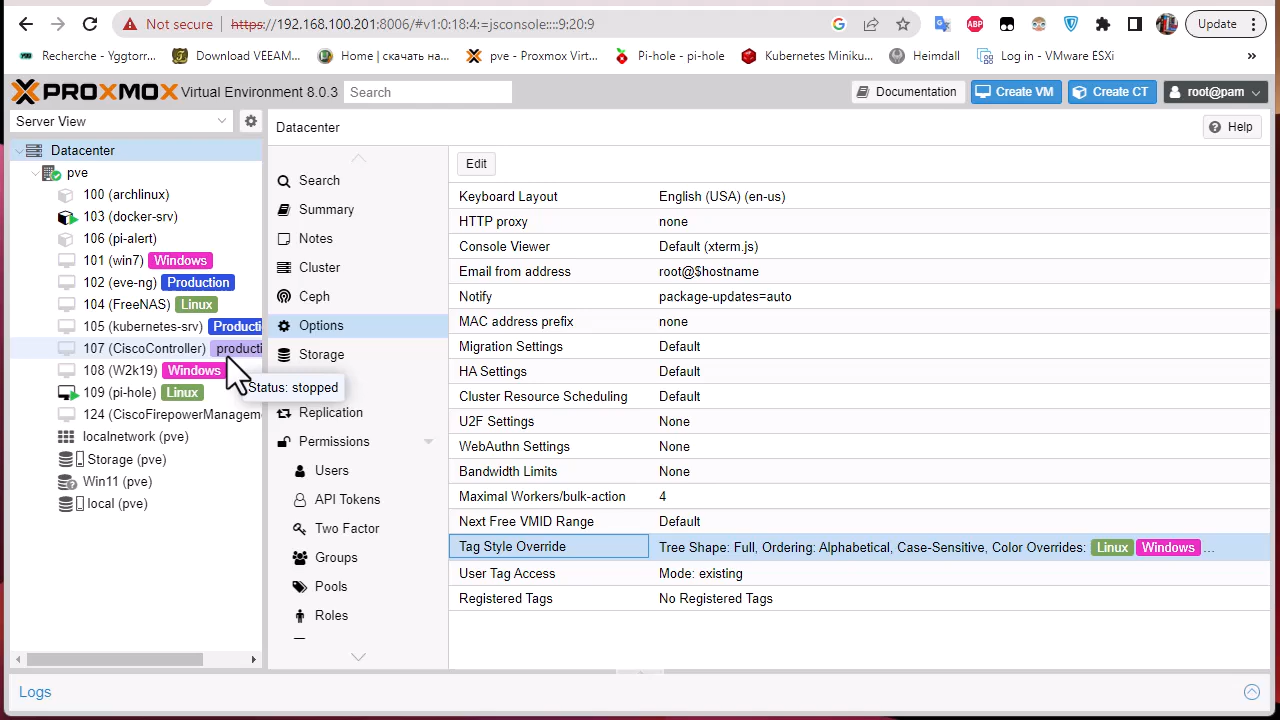 Not secure https://192.168.100.201:8006/#v1:0:18:4:=jsconsole::::9:20:9 Update
Recherche - Yggtorr... Download VEEAM... Home | скачать на... pve - Proxmox Virt... Pi-hole - pi-hole Kubernetes Miniku... Heimdall Log in - VMware ESXi »
PROXMOX Virtual Environment 8.0.3 Search Documentation Create VM Create CT root@pam
Server View
Datacenter
pve
100 (archlinux)
103 (docker-srv)
106 (pi-alert)
101 (win7) Windows
102 (eve-ng) Production
104 (FreeNAS) Linux
105 (kubernetes-srv) Producti
107 (CiscoController) producti
108 (W2k19) Windows
109 (pi-hole) Linux
124 (CiscoFirepowerManagem
localnetwork (pve)
Storage (pve)
Win11 (pve)
local (pve)
Status: stopped
Datacenter
Help
Search
Summary
Notes
Cluster
Ceph
Options
Storage
Replication
Permissions
Users
API Tokens
Two Factor
Groups
Pools
Roles
Edit
Keyboard Layout English (USA) (en-us)
HTTP proxy none
Console Viewer Default (xterm.js)
Email from address root@$hostname
Notify package-updates=auto
MAC address prefix none
Migration Settings Default
HA Settings Default
Cluster Resource Scheduling Default
U2F Settings None
WebAuthn Settings None
Bandwidth Limits None
Maximal Workers/bulk-action 4
Next Free VMID Range Default
Tag Style Override Tree Shape: Full, Ordering: Alphabetical, Case-Sensitive, Color Overrides: Linux Windows ...
User Tag Access Mode: existing
Registered Tags No Registered Tags
Logs